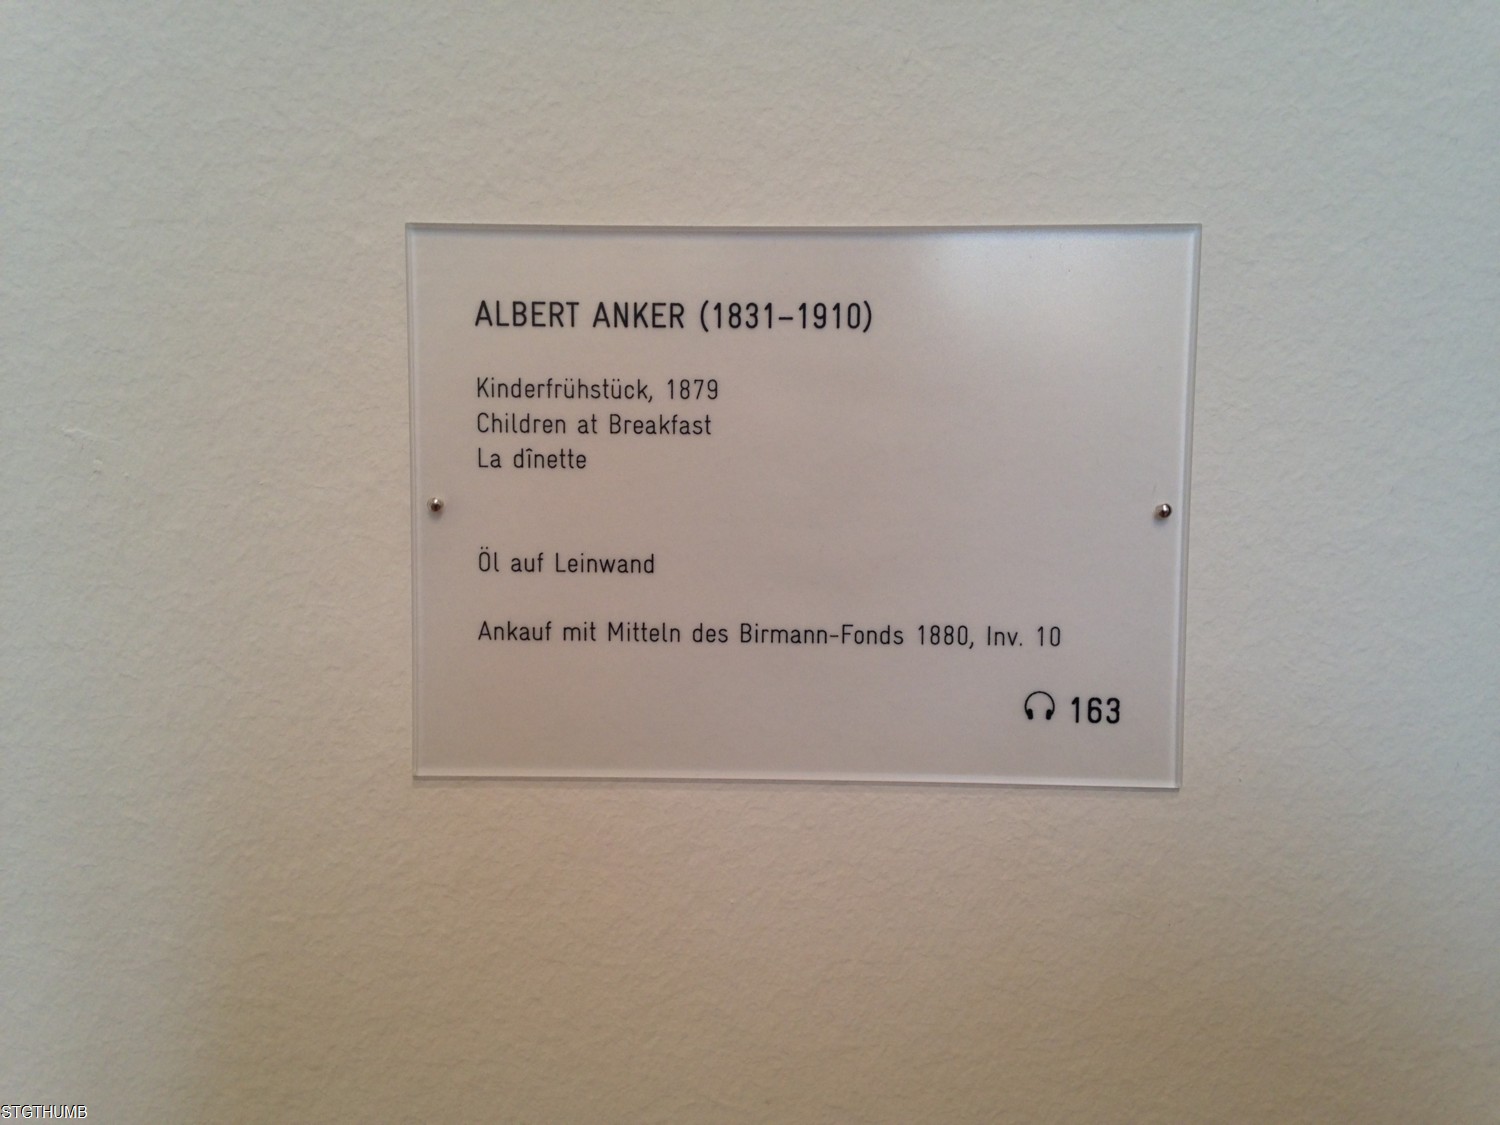 ALBERT ANKER (1831–1910)
Kinderfrühstück, 1879
Children at Breakfast
La dînette
Öl auf Leinwand
Ankauf mit Mitteln des Birmann-Fonds 1880, Inv. 10
163
STGTHUMB